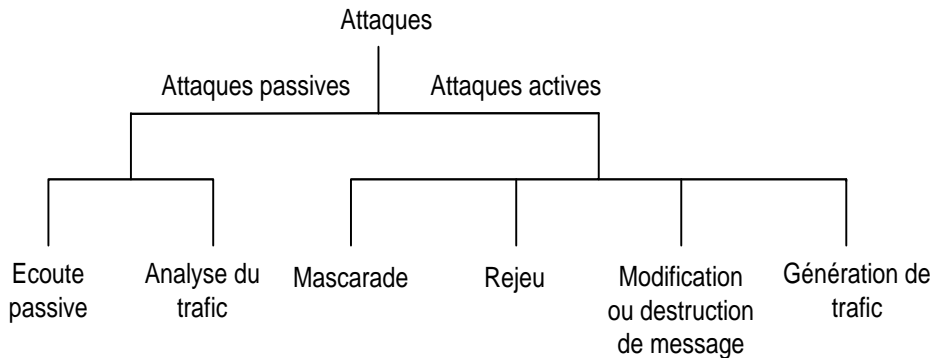 Attaques
Attaques passives
Attaques actives
Ecoute
passive
Analyse du
trafic
Mascarade
Rejeu
Modification
ou destruction
de message
Génération de
trafic